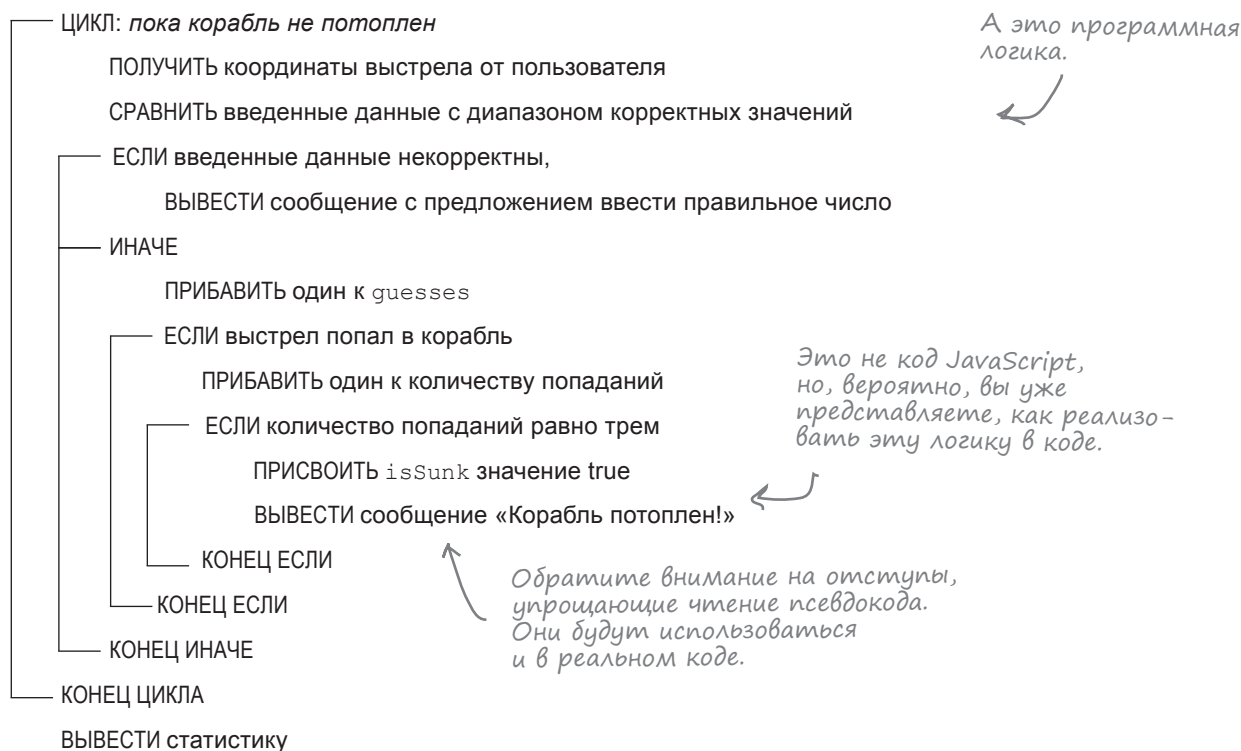 ЦИКЛ: пока корабль не потоплен
А это программная
логика.
ПОЛУЧИТЬ координаты выстрела от пользователя
СРАВНИТЬ введенные данные с диапазоном корректных значений
ЕСЛИ введенные данные некорректны,
ВЫВЕСТИ сообщение с предложением ввести правильное число
ИНАЧЕ
ПРИБАВИТЬ один к guesses
ЕСЛИ выстрел попал в корабль
ПРИБАВИТЬ один к количеству попаданий
ЕСЛИ количество попаданий равно трем
ПРИСВОИТЬ isSunk значение true
ВЫВЕСТИ сообщение «Корабль потоплен!»
Это не код JavaScript,
но, вероятно, вы уже
представляете, как реализо-
вать эту логику в коде.
КОНЕЦ ЕСЛИ
КОНЕЦ ЕСЛИ
КОНЕЦ ИНАЧЕ
Обратите внимание на отступы,
упрощающие чтение псевдокода.
Они будут использоваться
и в реальном коде.
КОНЕЦ ЦИКЛА
ВЫВЕСТИ статистику